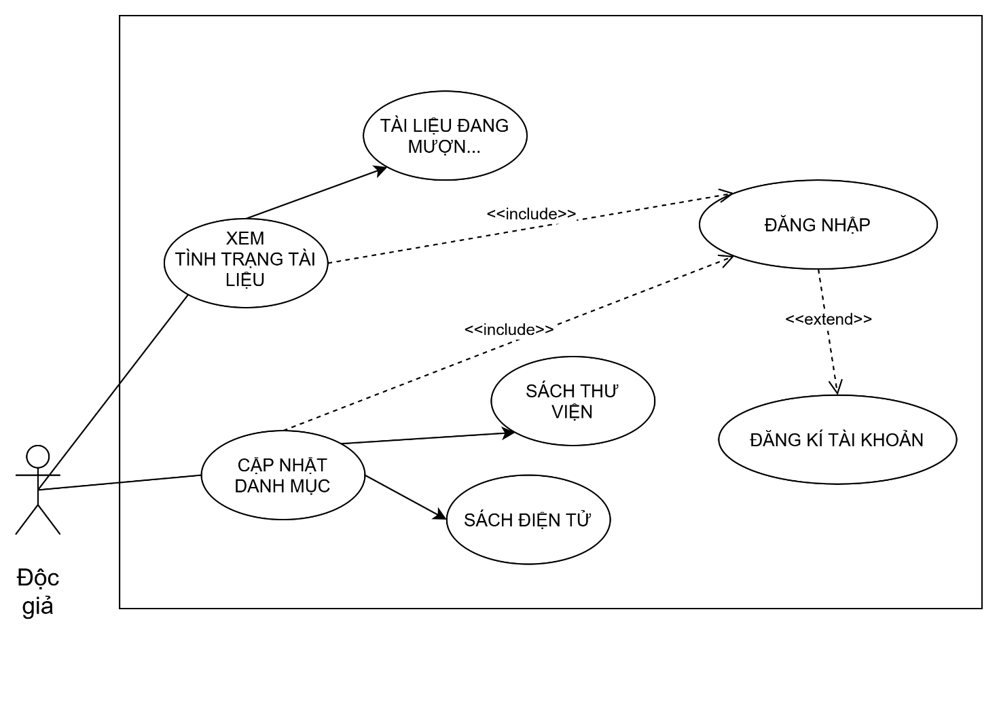 TÀI LIỆU ĐANG
MƯỢN...
<<include>>
ĐĂNG NHẬP
XEM
TÌNH TRẠNG TÀI
LIỆU
<<extend>>
<<include>>
SÁCH THƯ
VIỆN
ĐĂNG KÍ TÀI KHOẢN
CẬP NHẬT
DANH MỤC
SÁCH ĐIỆN TỬ
Độc
giả